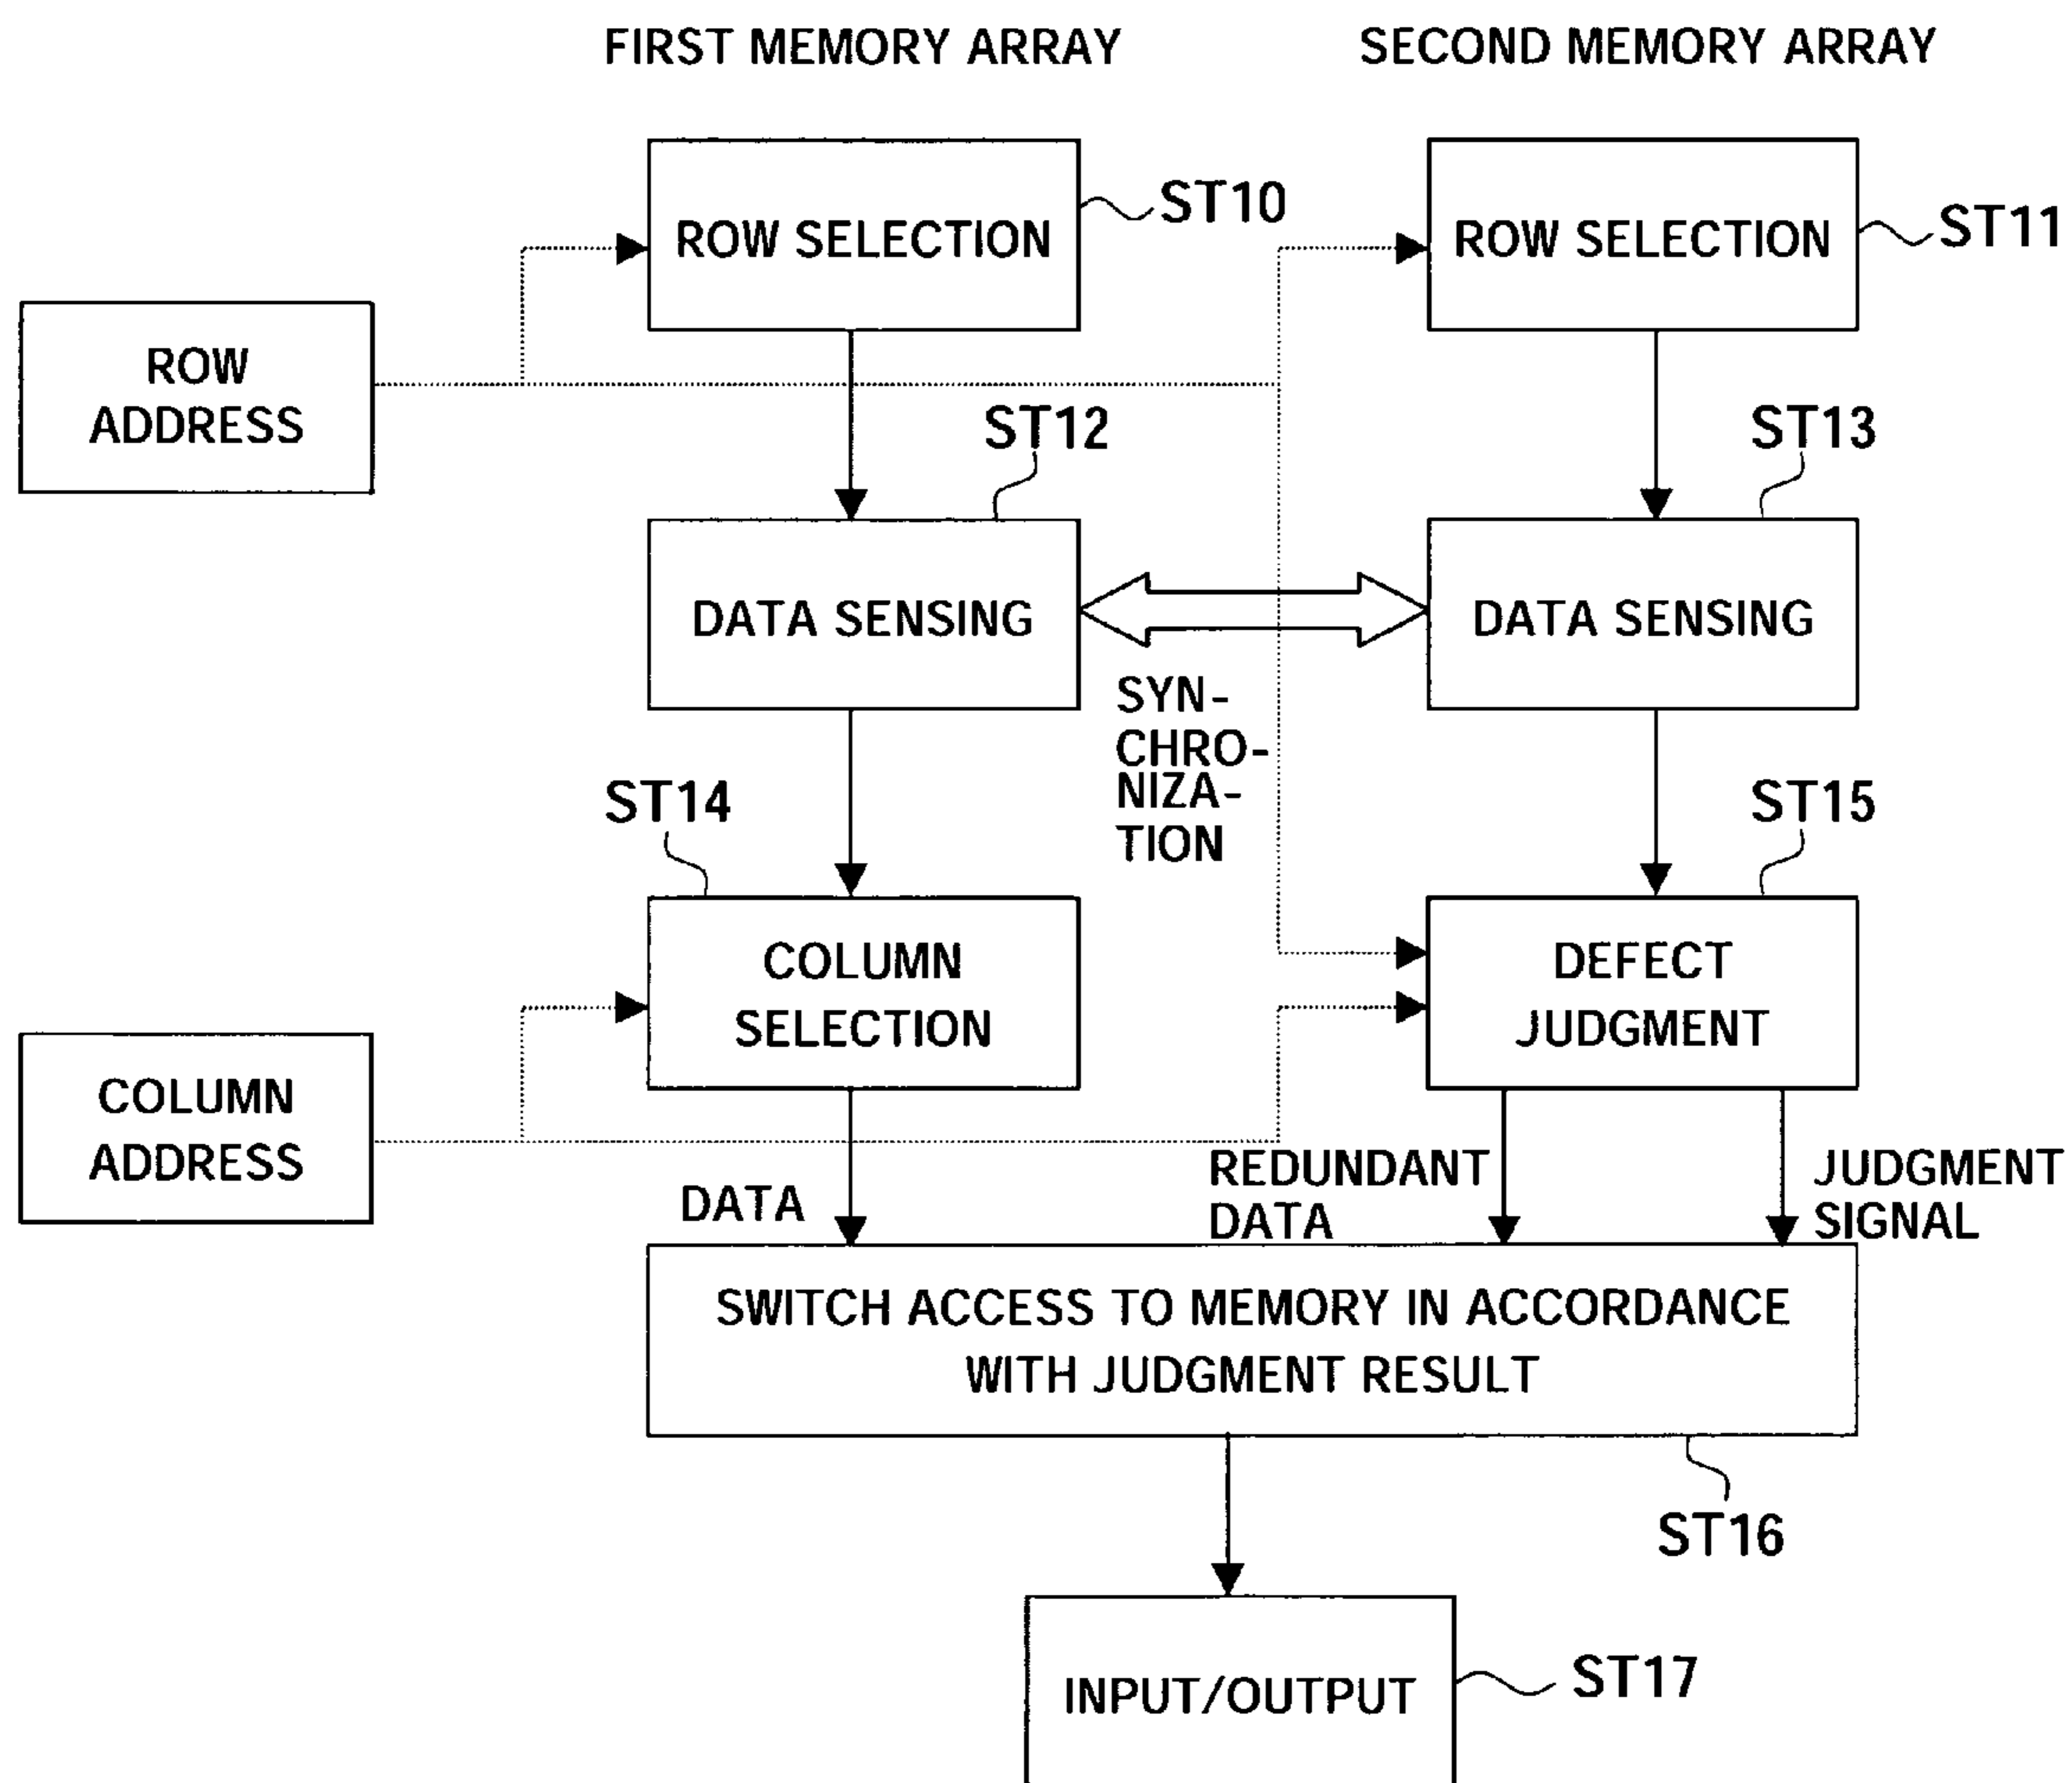 FIRST MEMORY ARRAY
SECOND MEMORY ARRAY
ROW SELECTION
ST10
ROW SELECTION
ST11
ROW
ADDRESS
ST12
ST13
DATA SENSING
DATA SENSING
SYN-
CHRO-
NIZA-
TION
ST14
ST15
COLUMN
SELECTION
DEFECT
JUDGMENT
COLUMN
ADDRESS
DATA
REDUNDANT
DATA
JUDGMENT
SIGNAL
SWITCH ACCESS TO MEMORY IN ACCORDANCE
WITH JUDGMENT RESULT
ST16
INPUT/OUTPUT
ST17